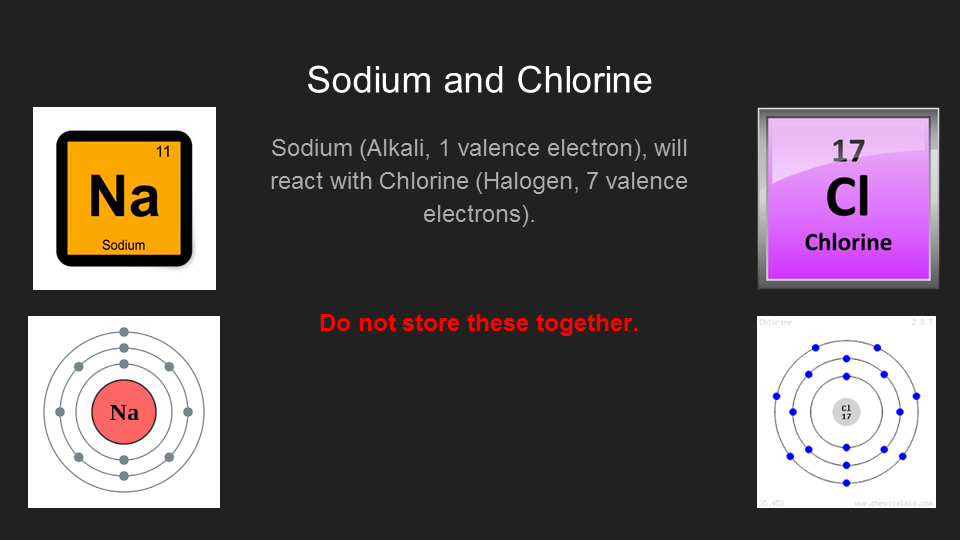 Sodium and Chlorine
11
Na
Sodium
Sodium (Alkali, 1 valence electron), will
react with Chlorine (Halogen, 7 valence
electrons).
17
Cl
Chlorine
Do not store these together.
Na
Chlorine
2 8 7
Cl
17
35.453
www.chemicalaid.com